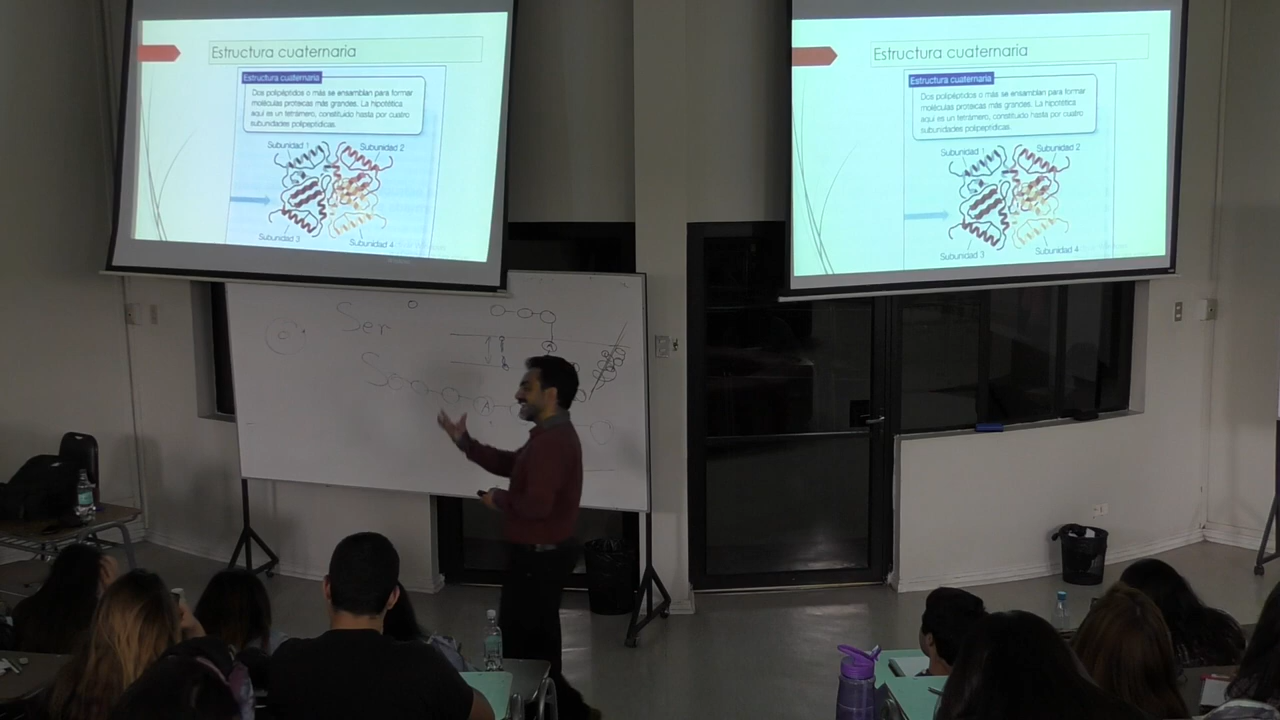 Estructura cuaternaria
Estructura cuaternaria
Dos polipéptidos o más se ensamblan para formar
moléculas proteicas más grandes. La hipotética
aquí es un tetrámero, constituido hasta por cuatro
subunidades polipeptídicas.
Subunidad 1
Subunidad 2
Subunidad 3
Subunidad 4
Estructura cuaternaria
Estructura cuaternaria
Dos polipéptidos o más se ensamblan para formar
moléculas proteicas más grandes. La hipotética
aquí es un tetrámero, constituido hasta por cuatro
subunidades polipeptídicas.
Subunidad 1
Subunidad 2
Subunidad 3
Subunidad 4
Ser
A